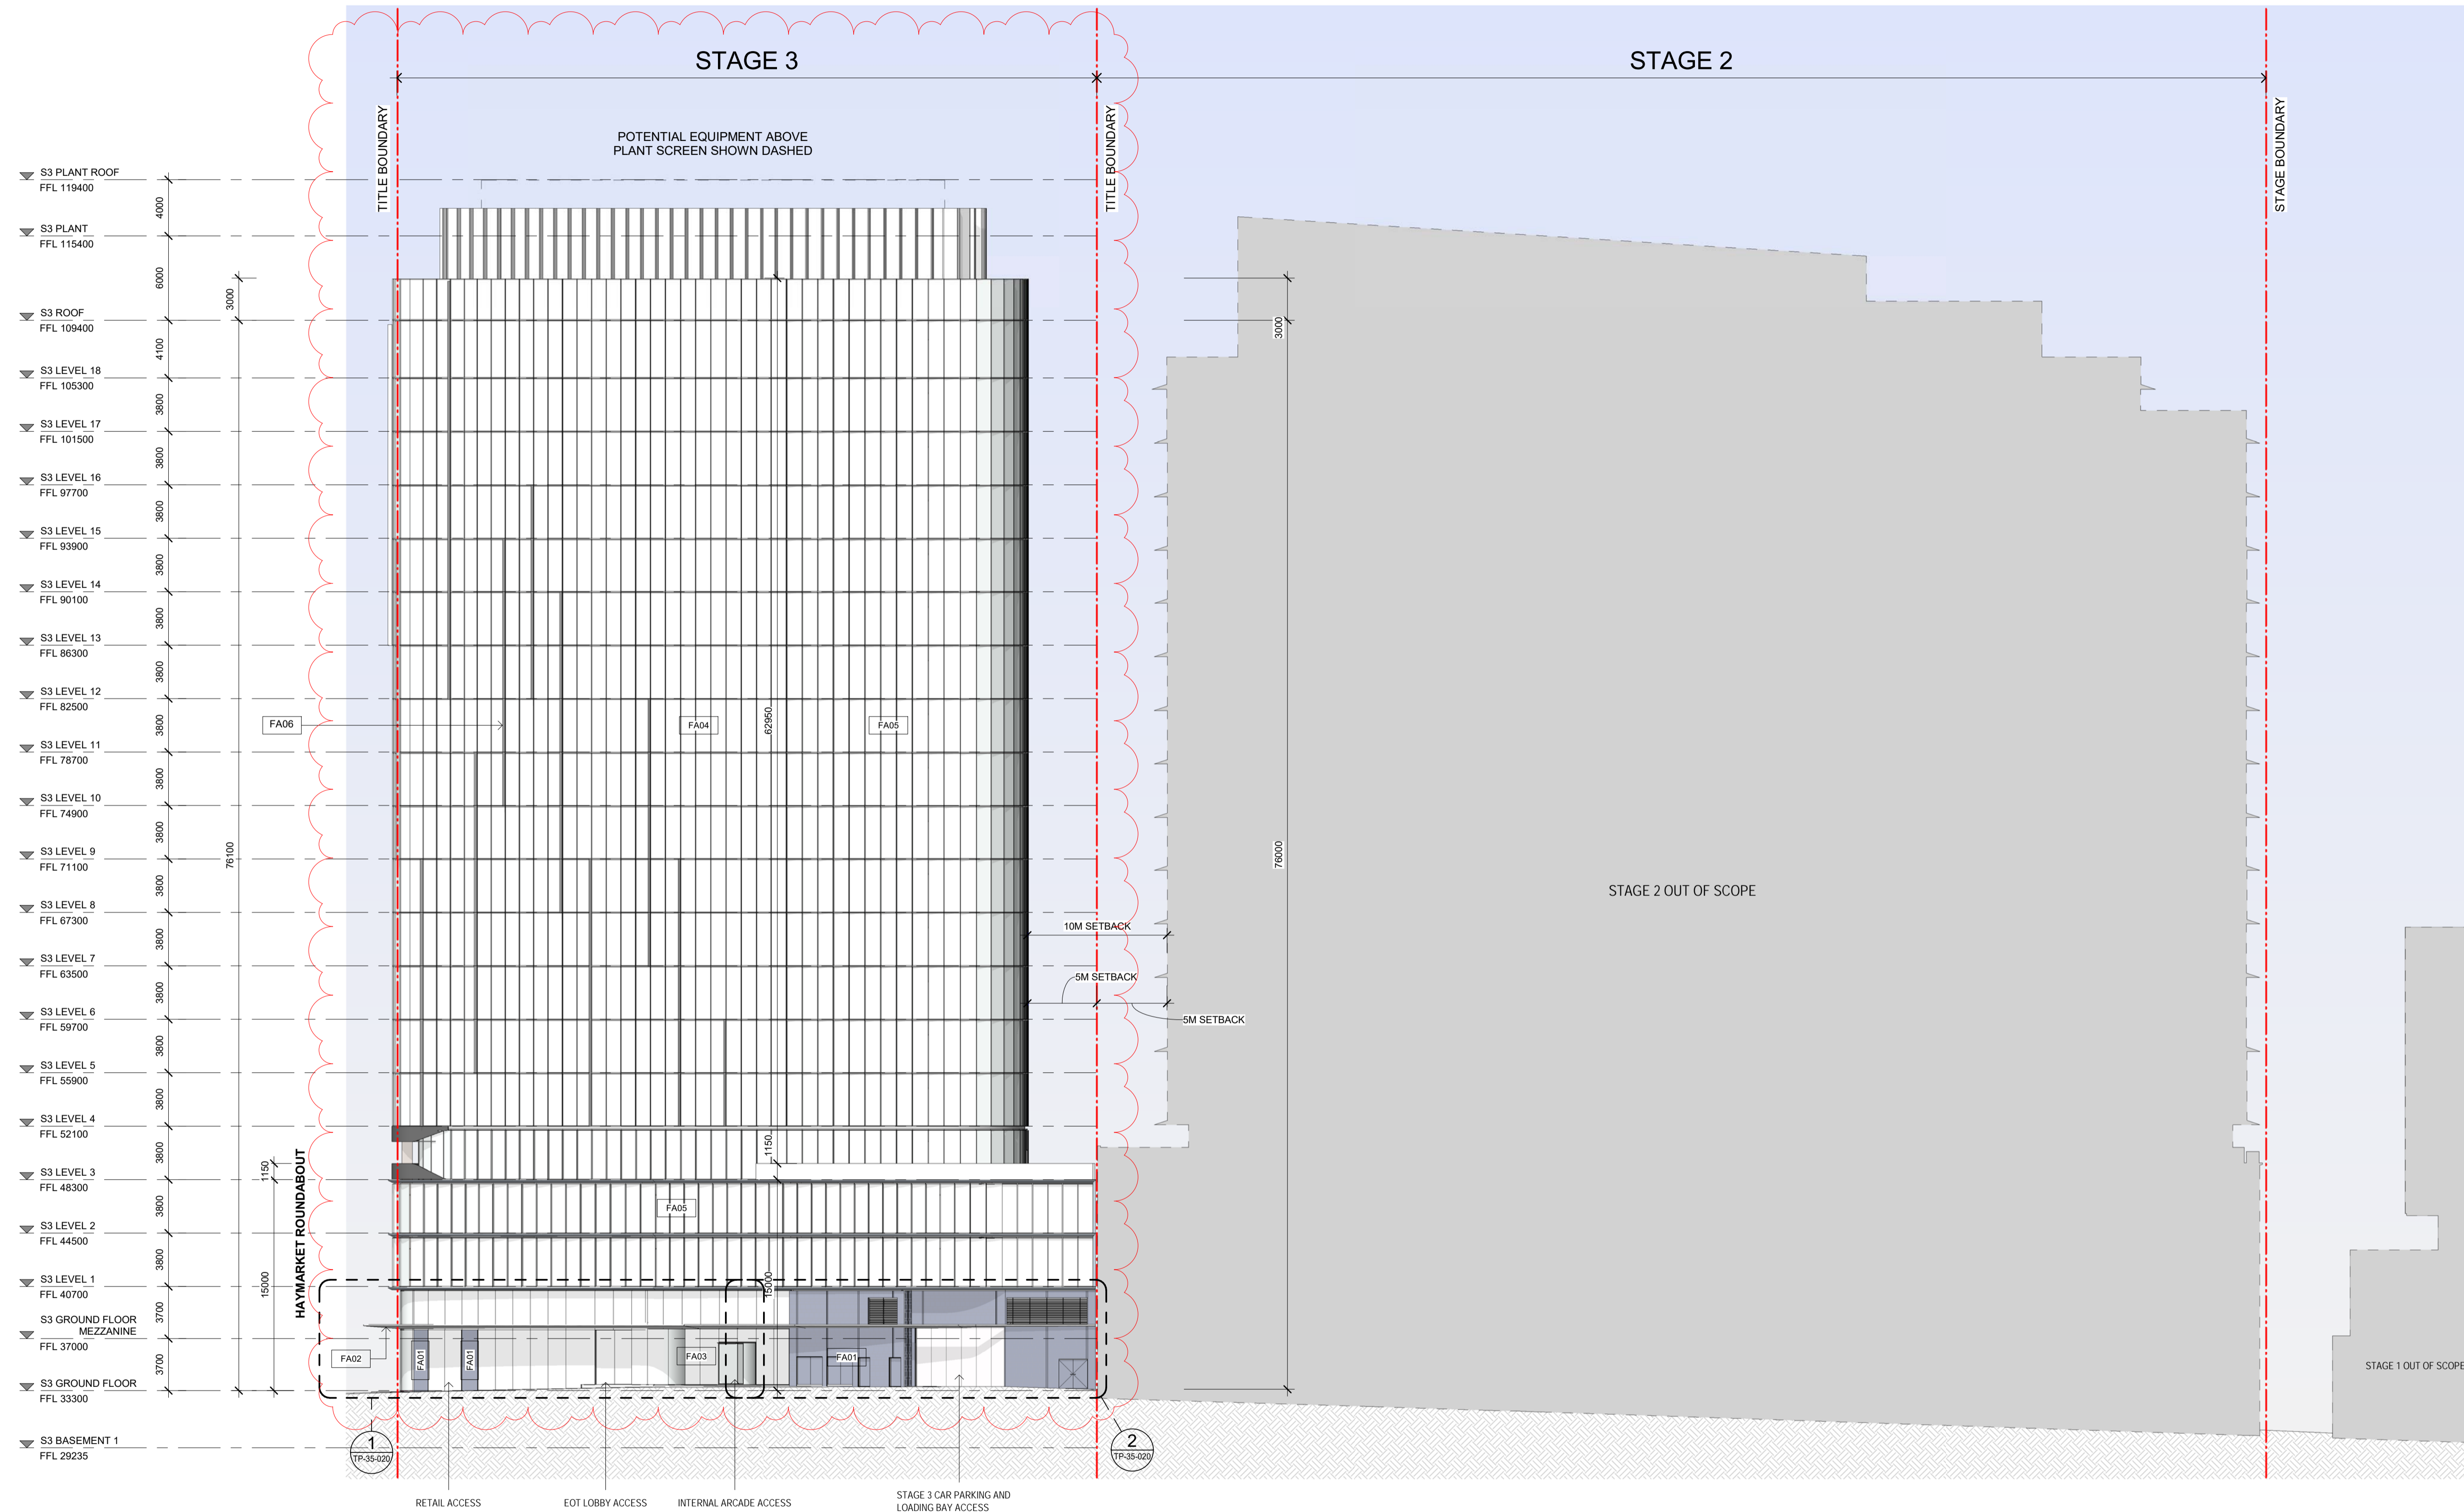 STAGE 3
STAGE 2
TITLE BOUNDARY
TITLE BOUNDARY
STAGE BOUNDARY
POTENTIAL EQUIPMENT ABOVE
PLANT SCREEN SHOWN DASHED
S3 PLANT ROOF
FFL 119400
4000
S3 PLANT
FFL 115400
6000
3000
S3 ROOF
FFL 109400
3000
4100
S3 LEVEL 18
FFL 105300
3800
S3 LEVEL 17
FFL 101500
3800
S3 LEVEL 16
FFL 97700
3800
S3 LEVEL 15
FFL 93900
3800
S3 LEVEL 14
FFL 90100
3800
S3 LEVEL 13
FFL 86300
3800
S3 LEVEL 12
FFL 82500
3800
FA06
FA04
62950
FA05
S3 LEVEL 11
FFL 78700
3800
S3 LEVEL 10
FFL 74900
3800
76100
76000
S3 LEVEL 9
FFL 71100
3800
STAGE 2 OUT OF SCOPE
S3 LEVEL 8
FFL 67300
3800
10M SETBACK
S3 LEVEL 7
FFL 63500
5M SETBACK
3800
S3 LEVEL 6
FFL 59700
5M SETBACK
3800
S3 LEVEL 5
FFL 55900
3800
S3 LEVEL 4
FFL 52100
3800
1150
1150
S3 LEVEL 3
FFL 48300
3800
FA05
HAYMARKET ROUNDABOUT
S3 LEVEL 2
FFL 44500
3800
15000
15000
S3 LEVEL 1
FFL 40700
3700
S3 GROUND FLOOR
MEZZANINE
FFL 37000
3700
FA02
FA01
FA01
FA03
FA01
STAGE 1 OUT OF SCOPE
S3 GROUND FLOOR
FFL 33300
S3 BASEMENT 1
FFL 29235
1
TP-35-020
2
TP-35-020
RETAIL ACCESS
EOT LOBBY ACCESS
INTERNAL ARCADE ACCESS
STAGE 3 CAR PARKING AND
LOADING BAY ACCESS